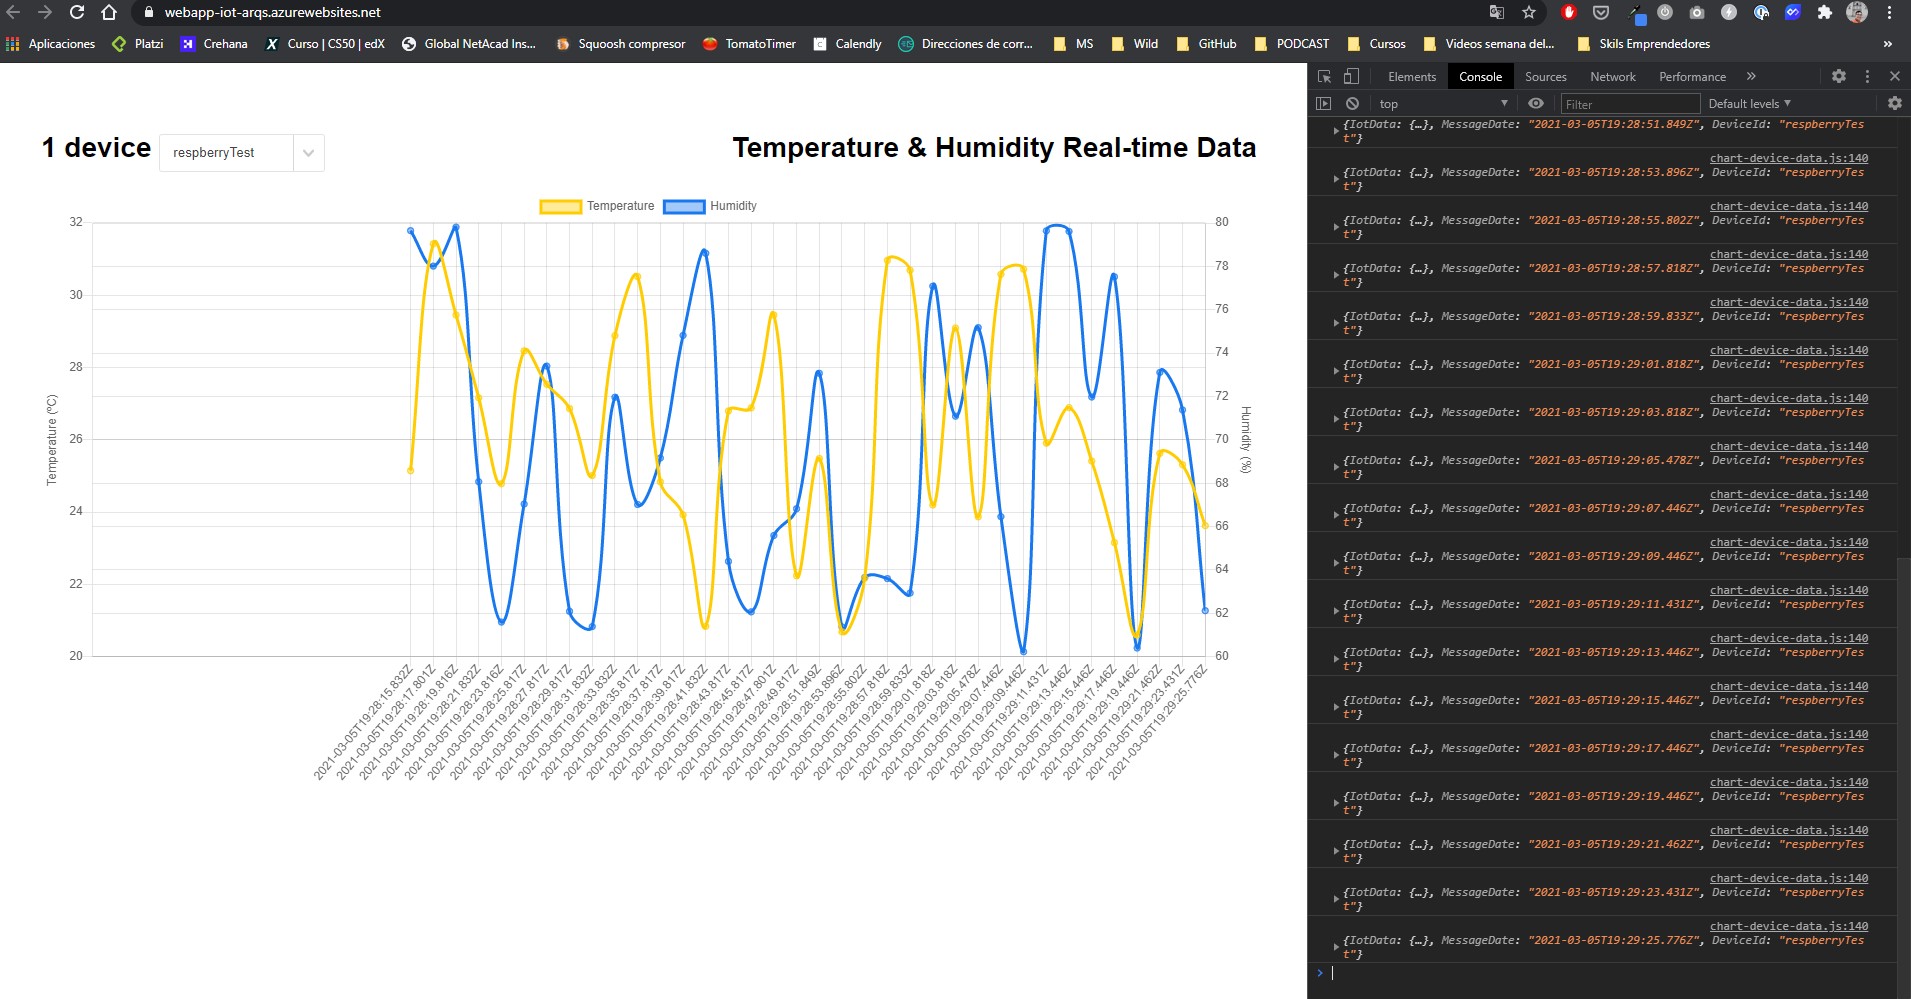 webapp-iot-arqs.azurewebsites.net
Aplicaciones Platzi Crehana Curso | CS50 | edX Global NetAcad Ins... Squoosh compresor TomatoTimer Calendly Direcciones de corr... MS Wild GitHub PODCAST Cursos Videos semana del... Skils Emprendedores »
1 device respberryTest
Temperature & Humidity Real-time Data
Temperature Humidity
32
30
28
26
24
22
20
Temperature (ºC)
80
78
76
74
72
70
68
66
64
62
60
Humidity (%)
2021-03-05T19:28:15.832Z
2021-03-05T19:28:17.801Z
2021-03-05T19:28:19.816Z
2021-03-05T19:28:21.832Z
2021-03-05T19:28:23.816Z
2021-03-05T19:28:25.817Z
2021-03-05T19:28:27.817Z
2021-03-05T19:28:29.817Z
2021-03-05T19:28:31.832Z
2021-03-05T19:28:33.832Z
2021-03-05T19:28:35.817Z
2021-03-05T19:28:37.817Z
2021-03-05T19:28:39.817Z
2021-03-05T19:28:41.832Z
2021-03-05T19:28:43.817Z
2021-03-05T19:28:45.817Z
2021-03-05T19:28:47.801Z
2021-03-05T19:28:49.817Z
2021-03-05T19:28:51.849Z
2021-03-05T19:28:53.896Z
2021-03-05T19:28:55.802Z
2021-03-05T19:28:57.818Z
2021-03-05T19:28:59.833Z
2021-03-05T19:29:01.818Z
2021-03-05T19:29:03.818Z
2021-03-05T19:29:05.478Z
2021-03-05T19:29:07.446Z
2021-03-05T19:29:09.446Z
2021-03-05T19:29:11.431Z
2021-03-05T19:29:13.446Z
2021-03-05T19:29:15.446Z
2021-03-05T19:29:17.446Z
2021-03-05T19:29:19.446Z
2021-03-05T19:29:21.462Z
2021-03-05T19:29:23.431Z
2021-03-05T19:29:25.776Z
Elements Console Sources Network Performance »
top Filter Default levels
{IotData: {…}, MessageDate: "2021-03-05T19:28:51.849Z", DeviceId: "respberryTes
t"}
chart-device-data.js:140
{IotData: {…}, MessageDate: "2021-03-05T19:28:53.896Z", DeviceId: "respberryTes
t"}
chart-device-data.js:140
{IotData: {…}, MessageDate: "2021-03-05T19:28:55.802Z", DeviceId: "respberryTes
t"}
chart-device-data.js:140
{IotData: {…}, MessageDate: "2021-03-05T19:28:57.818Z", DeviceId: "respberryTes
t"}
chart-device-data.js:140
{IotData: {…}, MessageDate: "2021-03-05T19:28:59.833Z", DeviceId: "respberryTes
t"}
chart-device-data.js:140
{IotData: {…}, MessageDate: "2021-03-05T19:29:01.818Z", DeviceId: "respberryTes
t"}
chart-device-data.js:140
{IotData: {…}, MessageDate: "2021-03-05T19:29:03.818Z", DeviceId: "respberryTes
t"}
chart-device-data.js:140
{IotData: {…}, MessageDate: "2021-03-05T19:29:05.478Z", DeviceId: "respberryTes
t"}
chart-device-data.js:140
{IotData: {…}, MessageDate: "2021-03-05T19:29:07.446Z", DeviceId: "respberryTes
t"}
chart-device-data.js:140
{IotData: {…}, MessageDate: "2021-03-05T19:29:09.446Z", DeviceId: "respberryTes
t"}
chart-device-data.js:140
{IotData: {…}, MessageDate: "2021-03-05T19:29:11.431Z", DeviceId: "respberryTes
t"}
chart-device-data.js:140
{IotData: {…}, MessageDate: "2021-03-05T19:29:13.446Z", DeviceId: "respberryTes
t"}
chart-device-data.js:140
{IotData: {…}, MessageDate: "2021-03-05T19:29:15.446Z", DeviceId: "respberryTes
t"}
chart-device-data.js:140
{IotData: {…}, MessageDate: "2021-03-05T19:29:17.446Z", DeviceId: "respberryTes
t"}
chart-device-data.js:140
{IotData: {…}, MessageDate: "2021-03-05T19:29:19.446Z", DeviceId: "respberryTes
t"}
chart-device-data.js:140
{IotData: {…}, MessageDate: "2021-03-05T19:29:21.462Z", DeviceId: "respberryTes
t"}
chart-device-data.js:140
{IotData: {…}, MessageDate: "2021-03-05T19:29:23.431Z", DeviceId: "respberryTes
t"}
chart-device-data.js:140
{IotData: {…}, MessageDate: "2021-03-05T19:29:25.776Z", DeviceId: "respberryTes
t"}